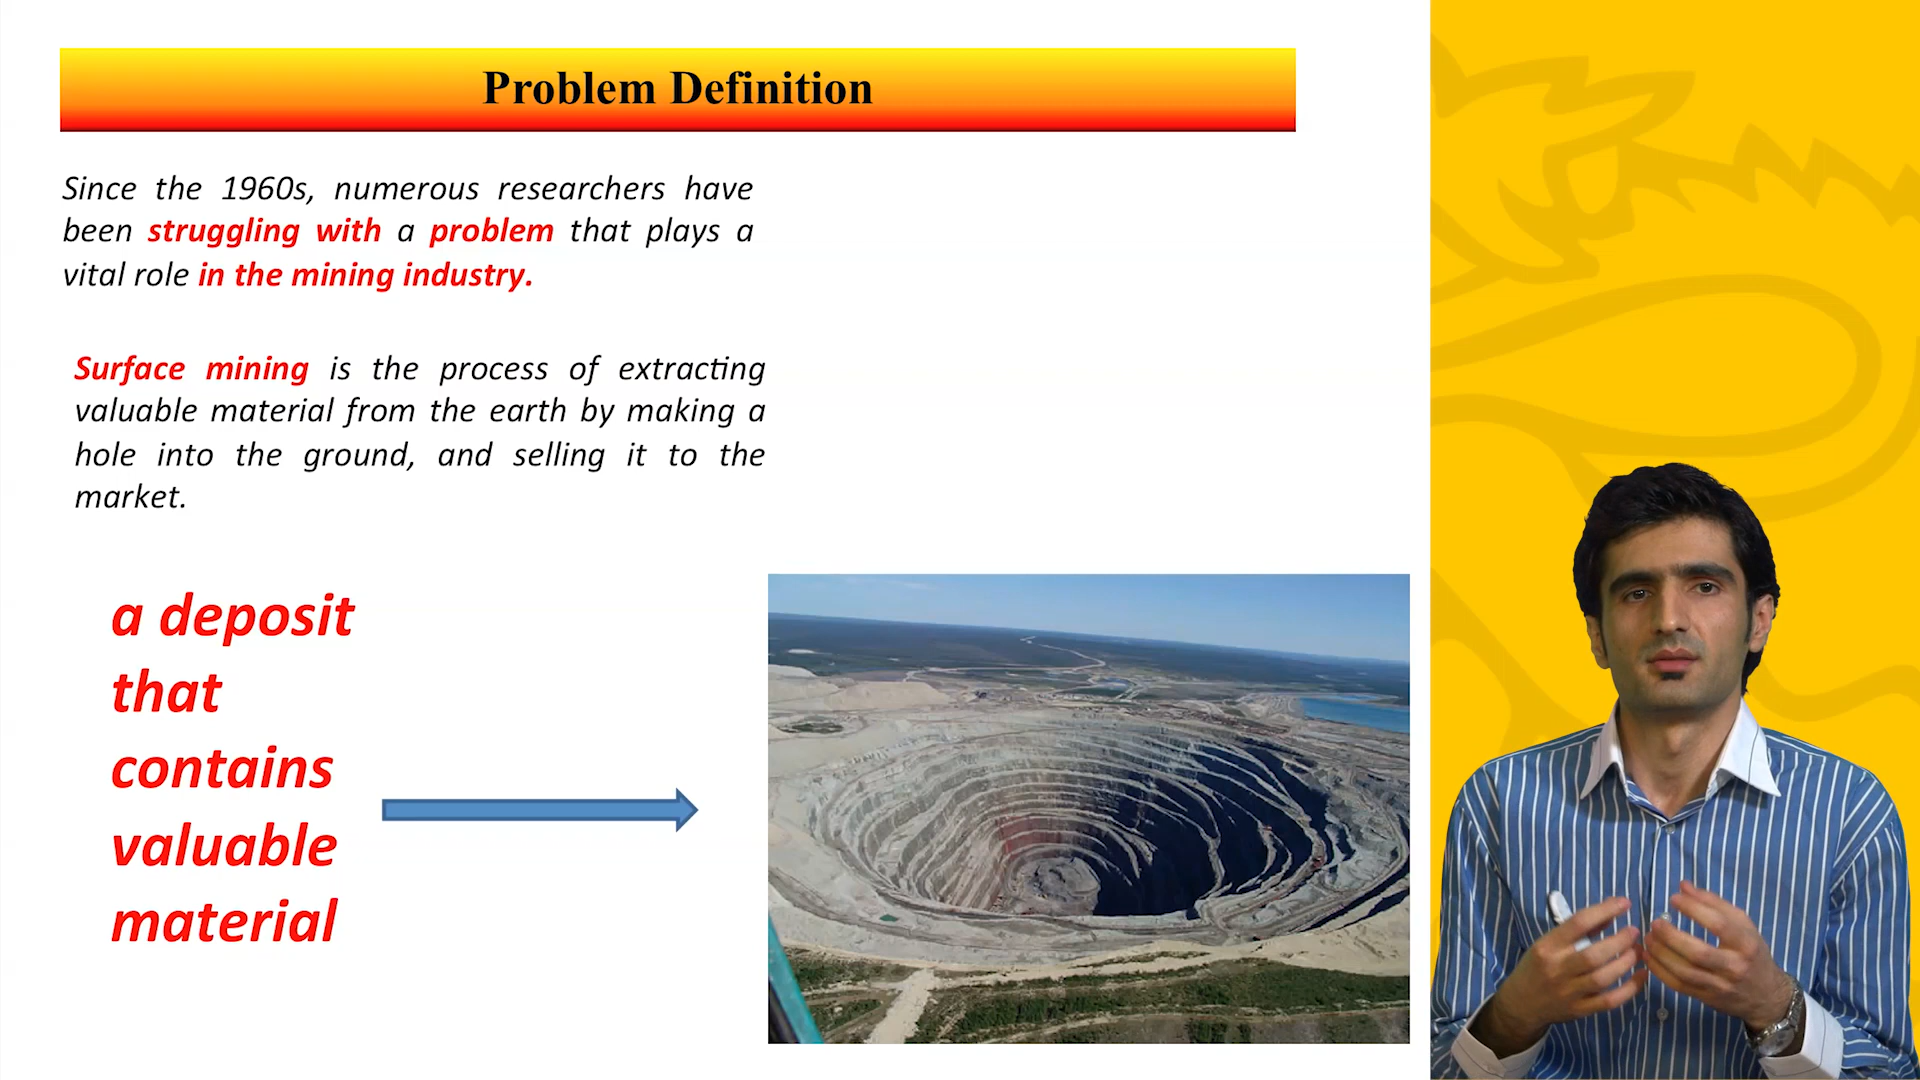 Problem Definition
Since the 1960s, numerous researchers have
been struggling with a problem that plays a
vital role in the mining industry.
Surface mining is the process of extracting
valuable material from the earth by making a
hole into the ground, and selling it to the
market.
a deposit
that
contains
valuable
material